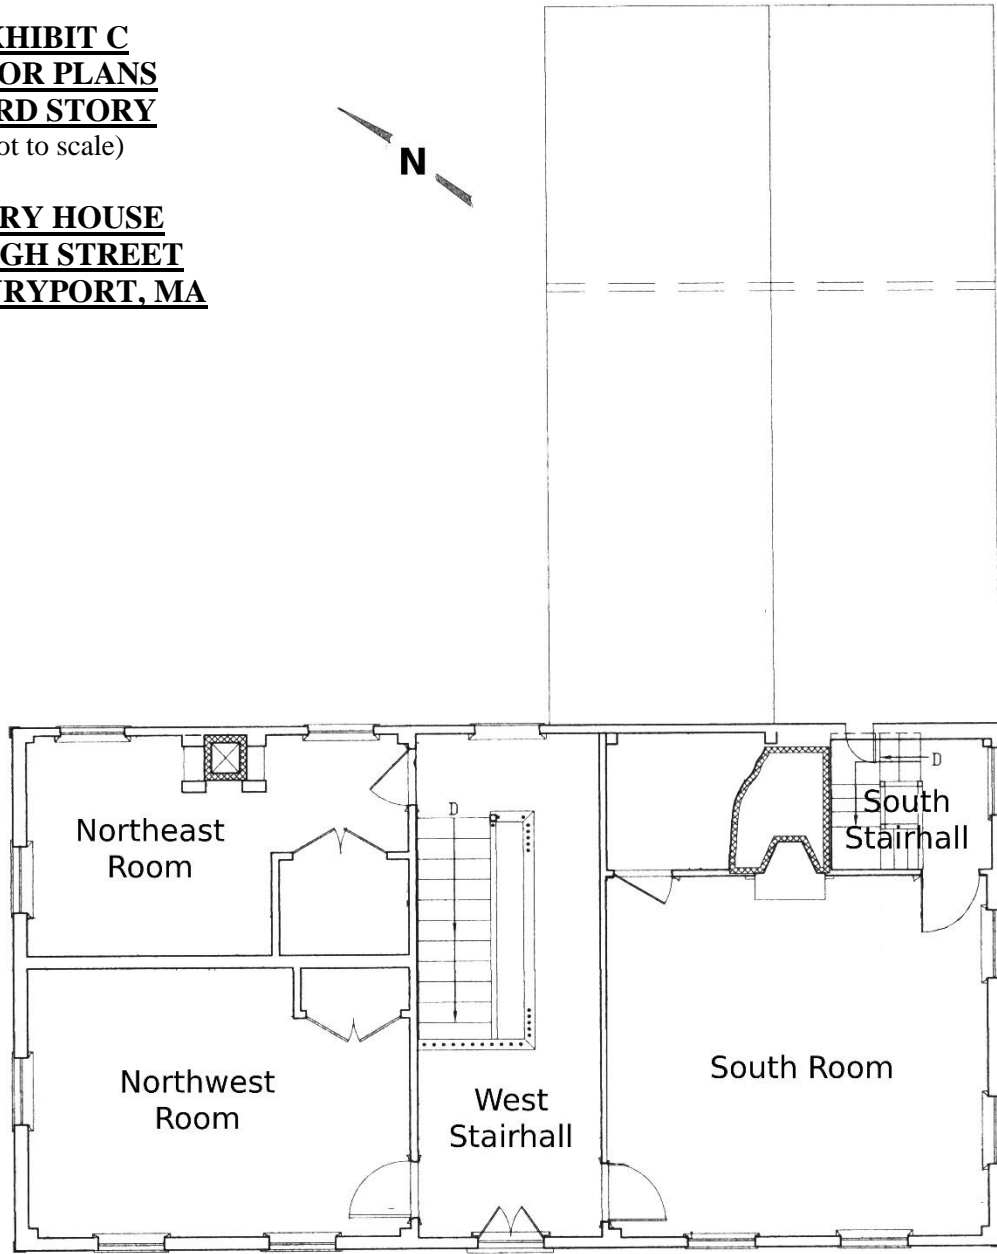 XHIBIT C
OR PLANS
RD STORY
ot to scale)
RY HOUSE
GH STREET
RYPORT, MA
N
D
South
Stairhall
Northeast
Room
D
D
Northwest
Room
West
Stairhall
South Room